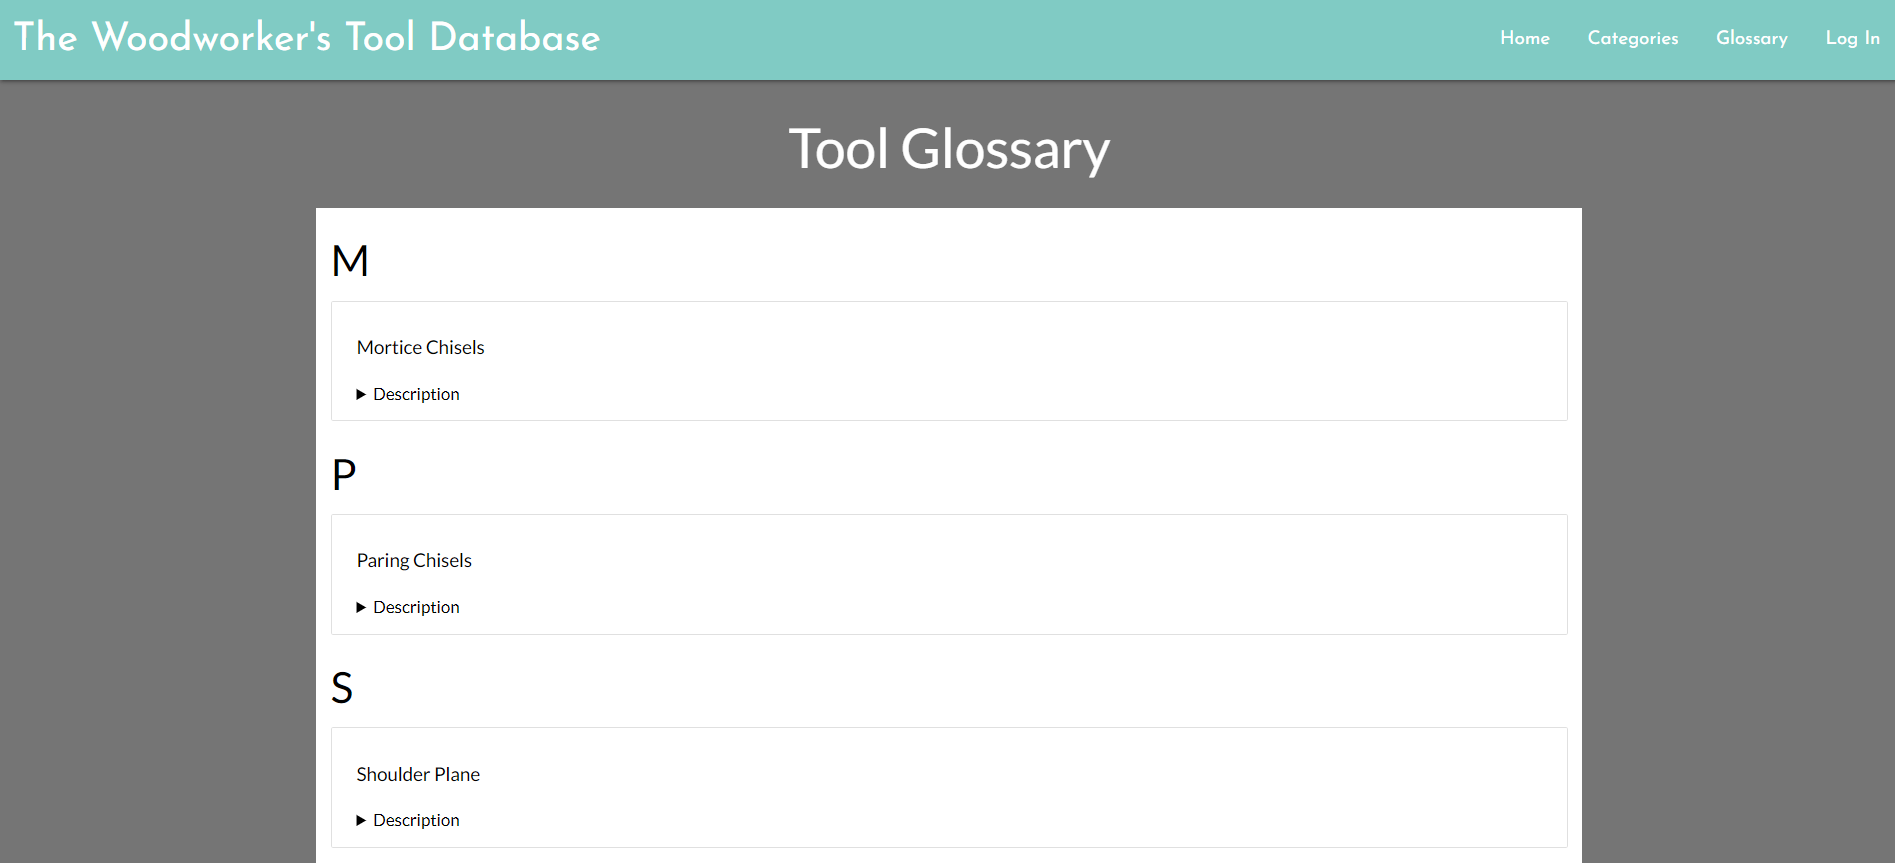 The Woodworker's Tool Database
Home Categories Glossary Log In
Tool Glossary
M
Mortice Chisels
Description
P
Paring Chisels
Description
S
Shoulder Plane
Description